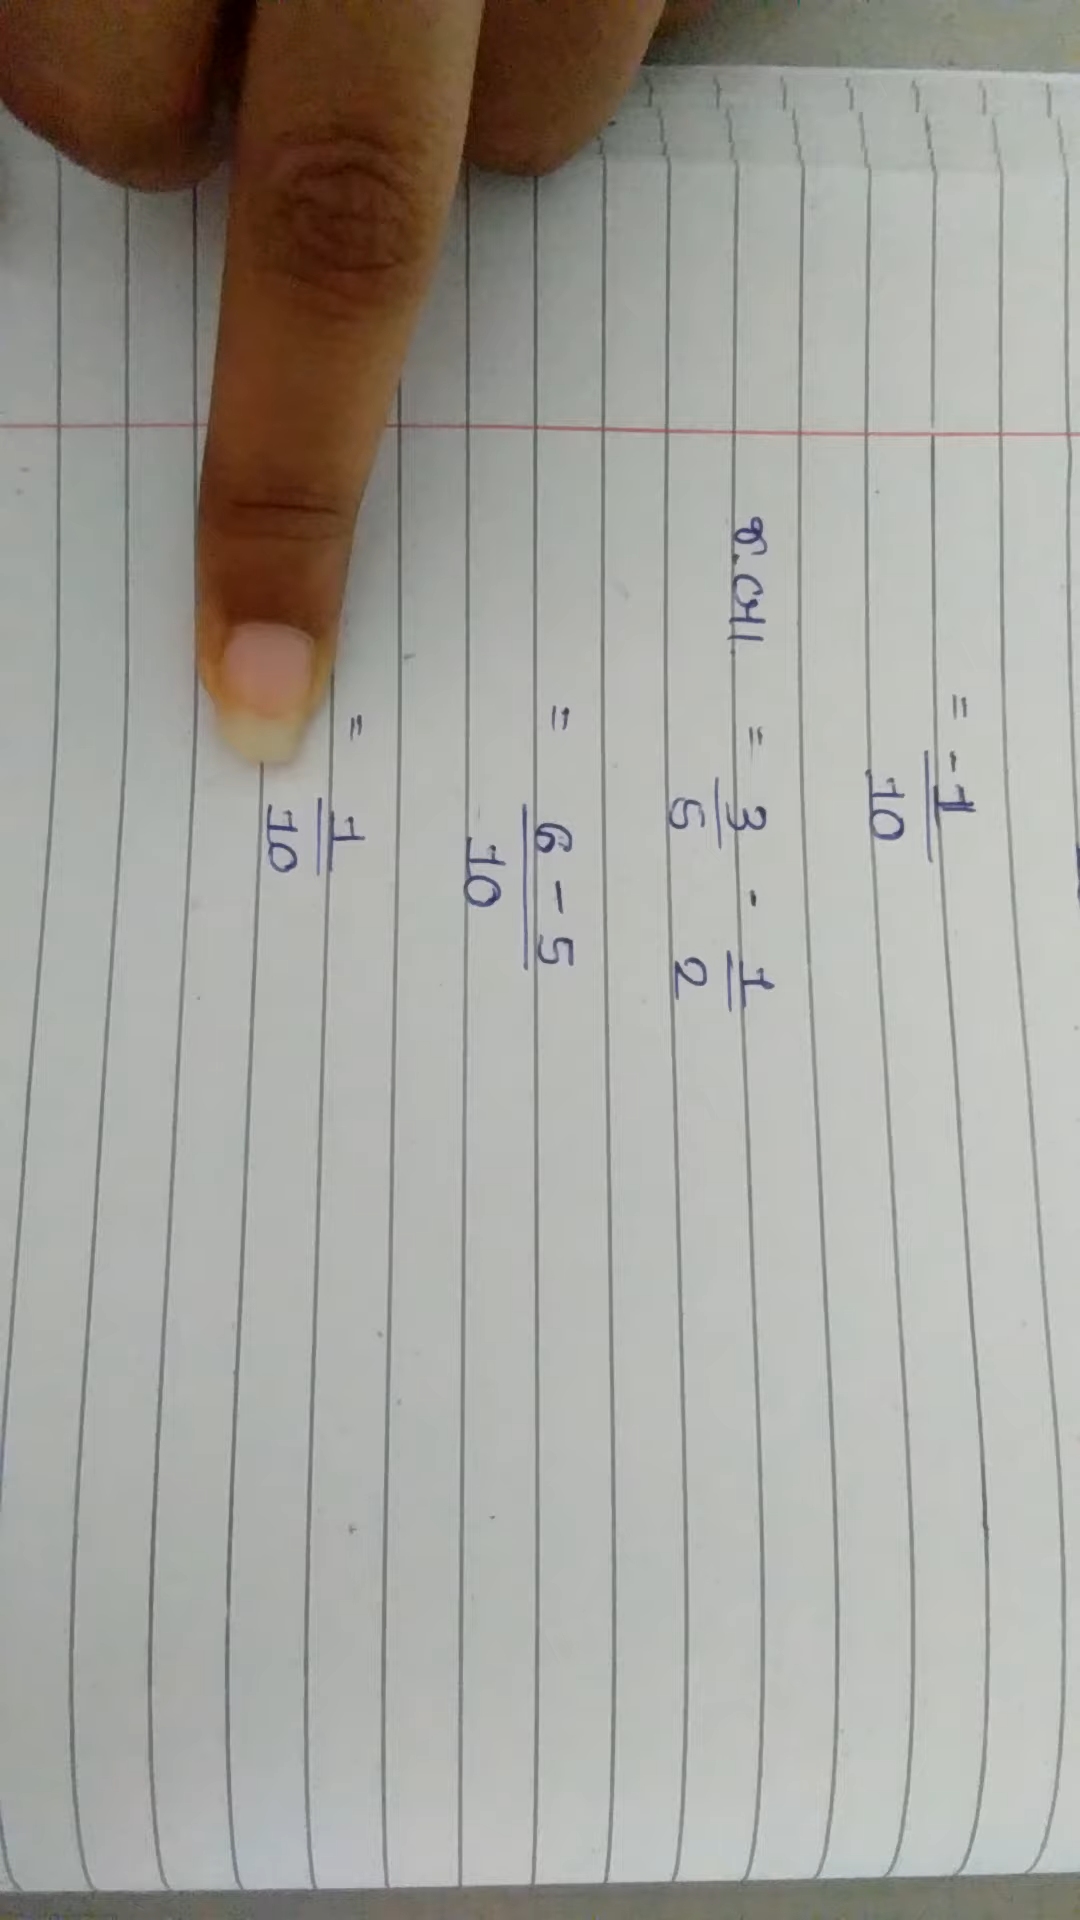 = -1/10
જ.બા. = 3/5 - 1/2
= 6 - 5/10
= 1/10